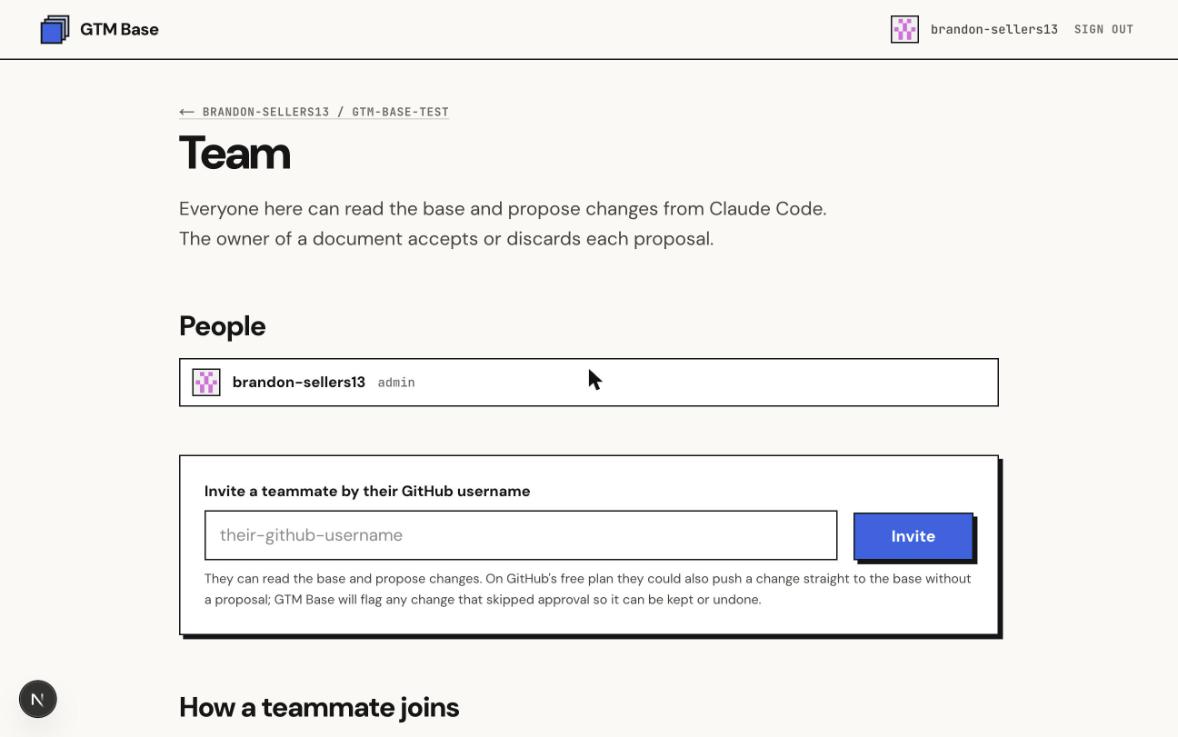 GTM Base
brandon-sellers13
SIGN OUT
← BRANDON-SELLERS13 / GTM-BASE-TEST
Team
Everyone here can read the base and propose changes from Claude Code.
The owner of a document accepts or discards each proposal.
People
brandon-sellers13 admin
Invite a teammate by their GitHub username
their-github-username
Invite
They can read the base and propose changes. On GitHub's free plan they could also push a change straight to the base without
a proposal; GTM Base will flag any change that skipped approval so it can be kept or undone.
N
How a teammate joins